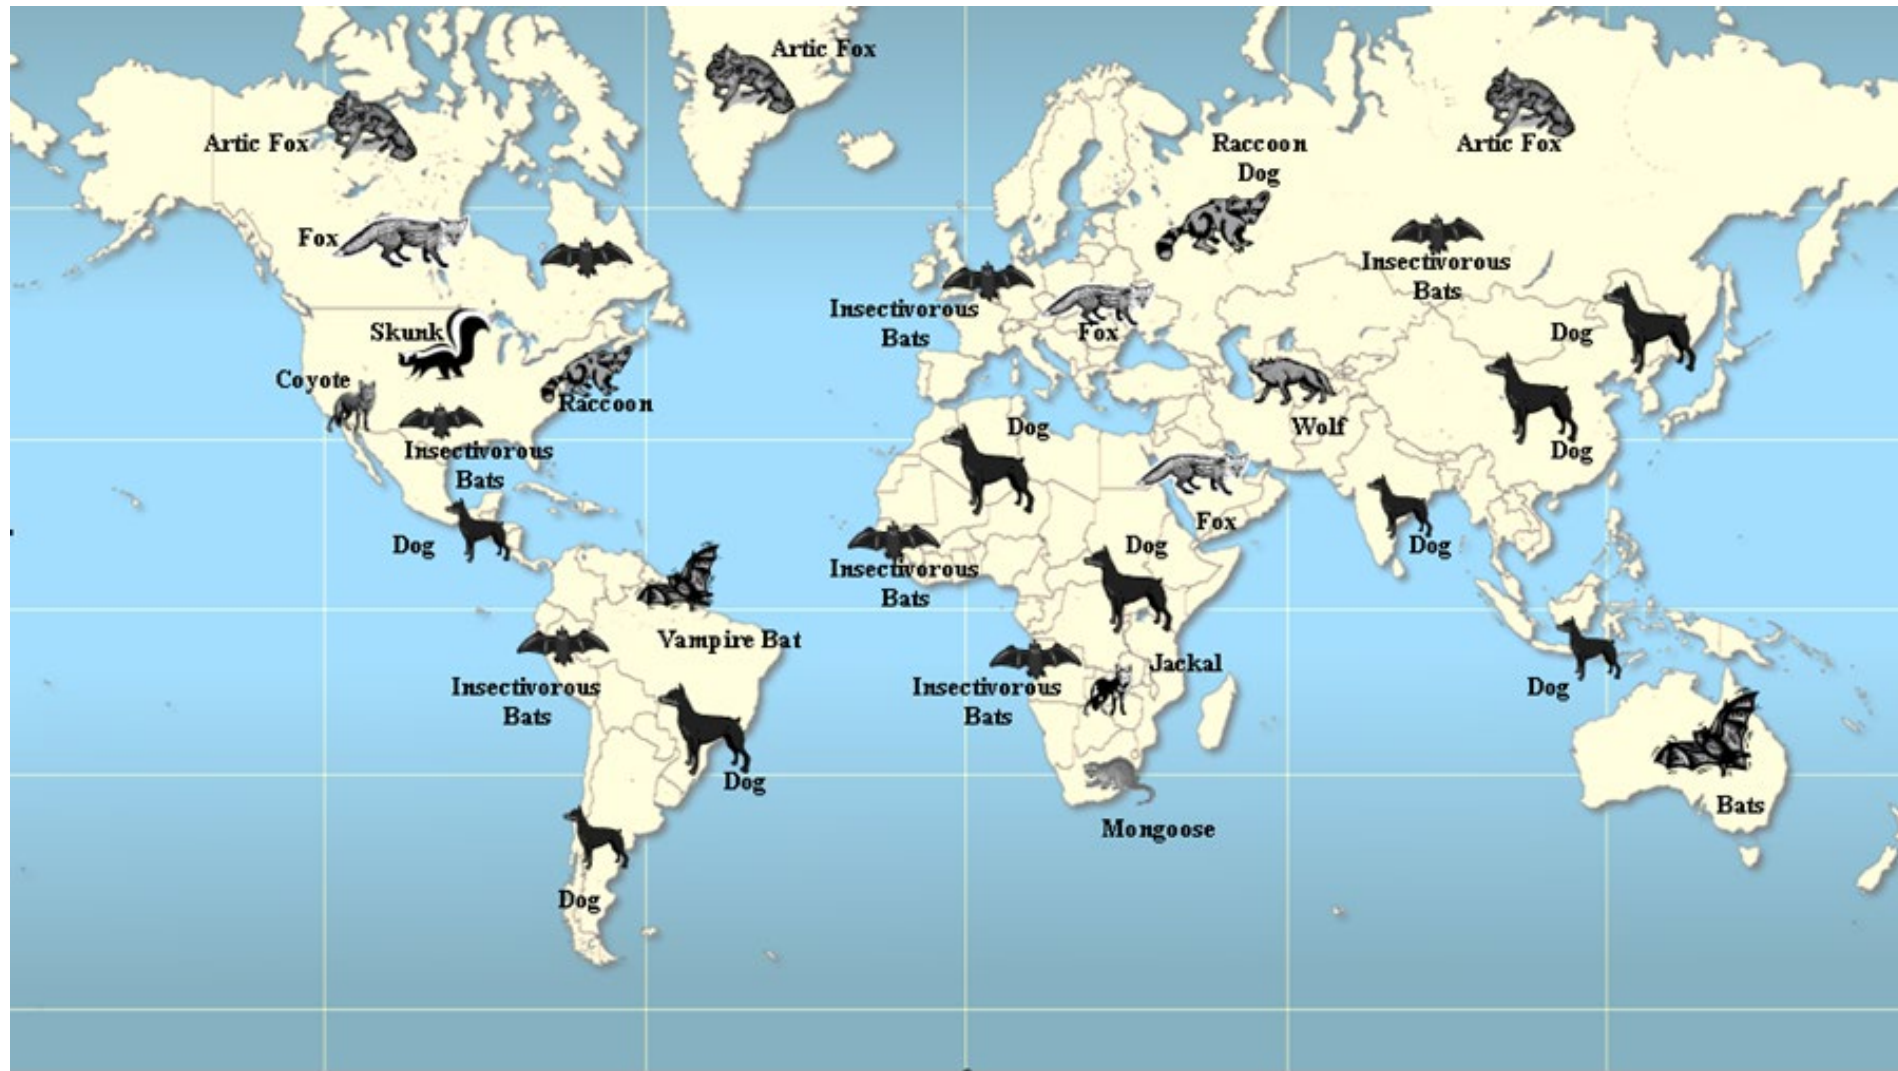 Artic Fox
Artic Fox
Raccoon
Dog
Artic Fox
Fox
Insectivorous
Bats
Insectivorous
Bats
Fox
Dog
Skunk
Coyote
Raccoon
Wolf
Dog
Dog
Insectivorous
Bats
Fox
Dog
Dog
Dog
Insectivorous
Bats
Vampire Bat
Jackal
Insectivorous
Bats
Insectivorous
Bats
Dog
Dog
Bats
Mongoose
Dog